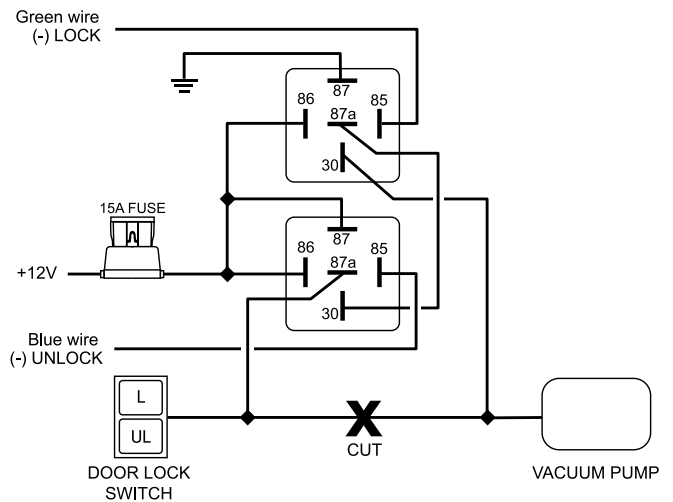 Green wire
(-) LOCK
87
86
87a
85
30
15A FUSE
87
86
87a
85
30
+12V
Blue wire
(-) UNLOCK
L
UL
CUT
DOOR LOCK
SWITCH
VACUUM PUMP